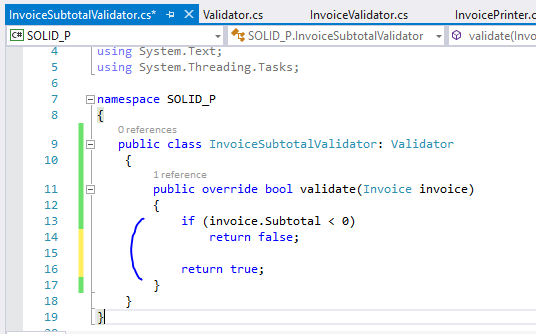 InvoiceSubtotalValidator.cs*
Validator.cs
InvoiceValidator.cs
InvoicePrinter.cs
C# SOLID_P
SOLID_P.InvoiceSubtotalValidator
validate(Invo
4 using System.Text;
5 using System.Threading.Tasks;
6
7 namespace SOLID_P
8 {
0 references
9 public class InvoiceSubtotalValidator: Validator
10 {
1 reference
11 public override bool validate(Invoice invoice)
12 {
13 if (invoice.Subtotal < 0)
14 return false;
15
16 return true;
17 }
18 }
19 }